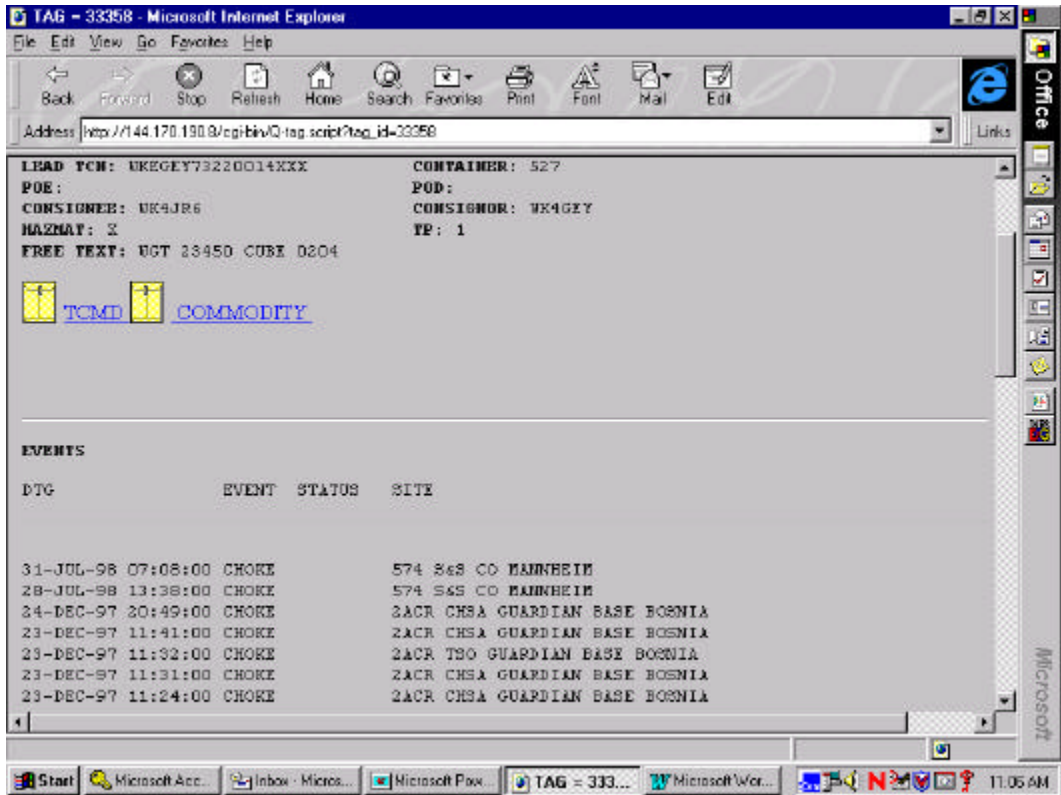 TAG - 33358 - Microsoft Internet Explorer
File Edit View Go Favorites Help
Back Forward Stop Refresh Home Search Favorites Print Font Mail Edit
Address http://144.170.190.8/cgi-bin/Q-tag.script?tag_id=33358 Links
LEAD TCN: WKEGEY73220014XXX CONTAINER: 527
POE: POD:
CONSIGNEE: WK4JR6 CONSIGNOR: WK4GEY
HAZMAT: X TP: 1
FREE TEXT: WGT 23450 CUBE 0204
TCMD COMMODITY
EVENTS
DTG EVENT STATUS SITE
31-JUL-98 07:08:00 CHOKE 574 S&S CO MANNHEIM
28-JUL-98 13:38:00 CHOKE 574 S&S CO MANNHEIM
24-DEC-97 20:49:00 CHOKE 2ACR CHSA GUARDIAN BASE BOSNIA
23-DEC-97 11:41:00 CHOKE 2ACR CHSA GUARDIAN BASE BOSNIA
23-DEC-97 11:32:00 CHOKE 2ACR TSO GUARDIAN BASE BOSNIA
23-DEC-97 11:31:00 CHOKE 2ACR CHSA GUARDIAN BASE BOSNIA
23-DEC-97 11:24:00 CHOKE 2ACR CHSA GUARDIAN BASE BOSNIA
Office
Microsoft
Start Microsoft Acc... Inbox - Micros... Microsoft Pow... TAG = 333... Microsoft Wor... 11:05 AM